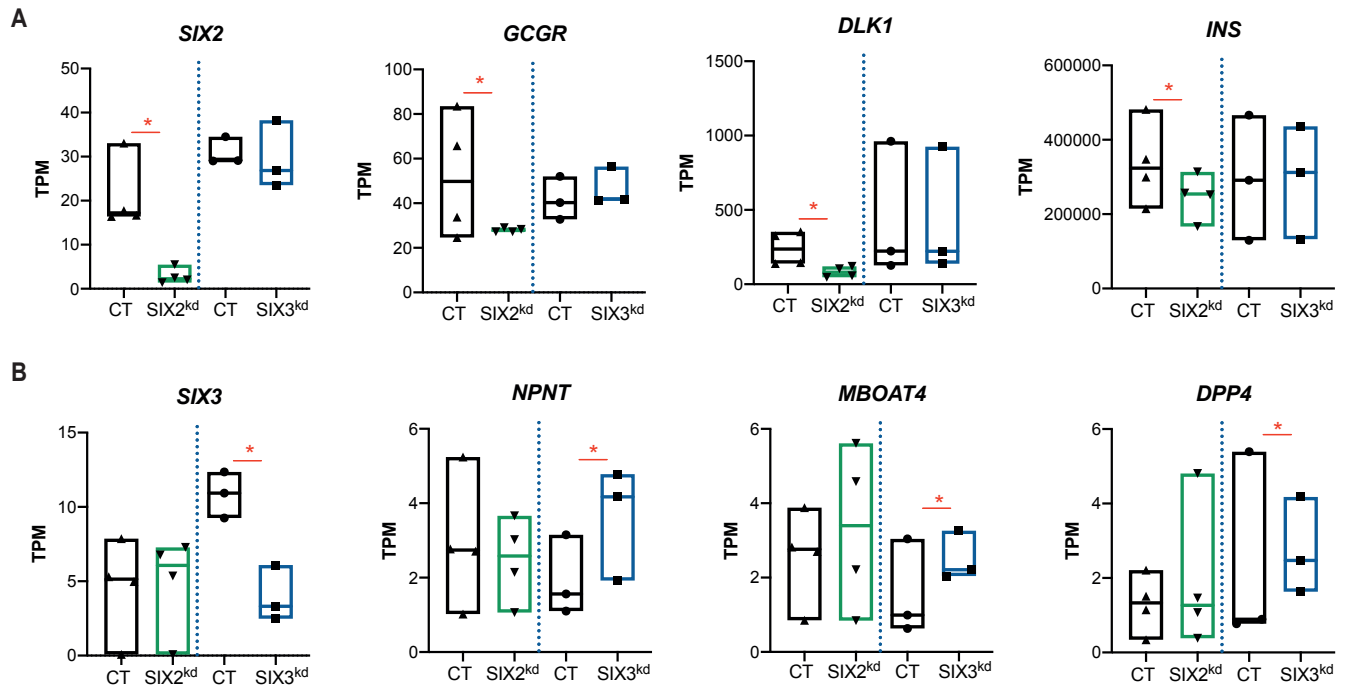 A
SIX2 GCGR DLK1 INS
TPM 50 40 30 20 10 0 * CT SIX2kd CT SIX3kd
TPM 100 80 60 40 20 0 * CT SIX2kd CT SIX3kd
TPM 1500 1000 500 0 * CT SIX2kd CT SIX3kd
TPM 600000 400000 200000 0 * CT SIX2kd CT SIX3kd
B
SIX3 NPNT MBOAT4 DPP4
TPM 15 10 5 0 * CT SIX2kd CT SIX3kd
TPM 6 4 2 0 * CT SIX2kd CT SIX3kd
TPM 6 4 2 0 * CT SIX2kd CT SIX3kd
TPM 6 4 2 0 * CT SIX2kd CT SIX3kd